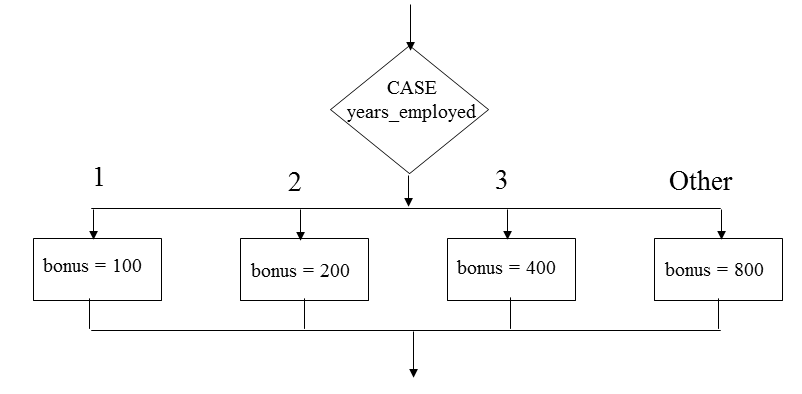 CASE
years_employed
1
2
3
Other
bonus = 100
bonus = 200
bonus = 400
bonus = 800